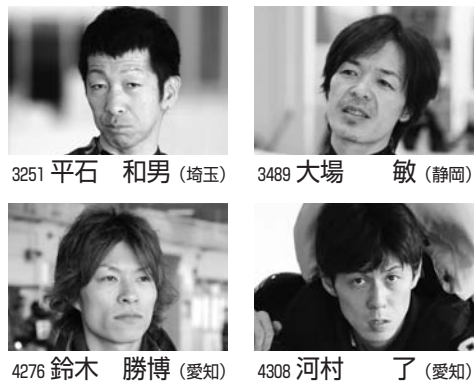 3251 平石　和男（埼玉）
3489 大場　　敏（静岡）
4276 鈴木　勝博（愛知）
4308 河村　　了（愛知）